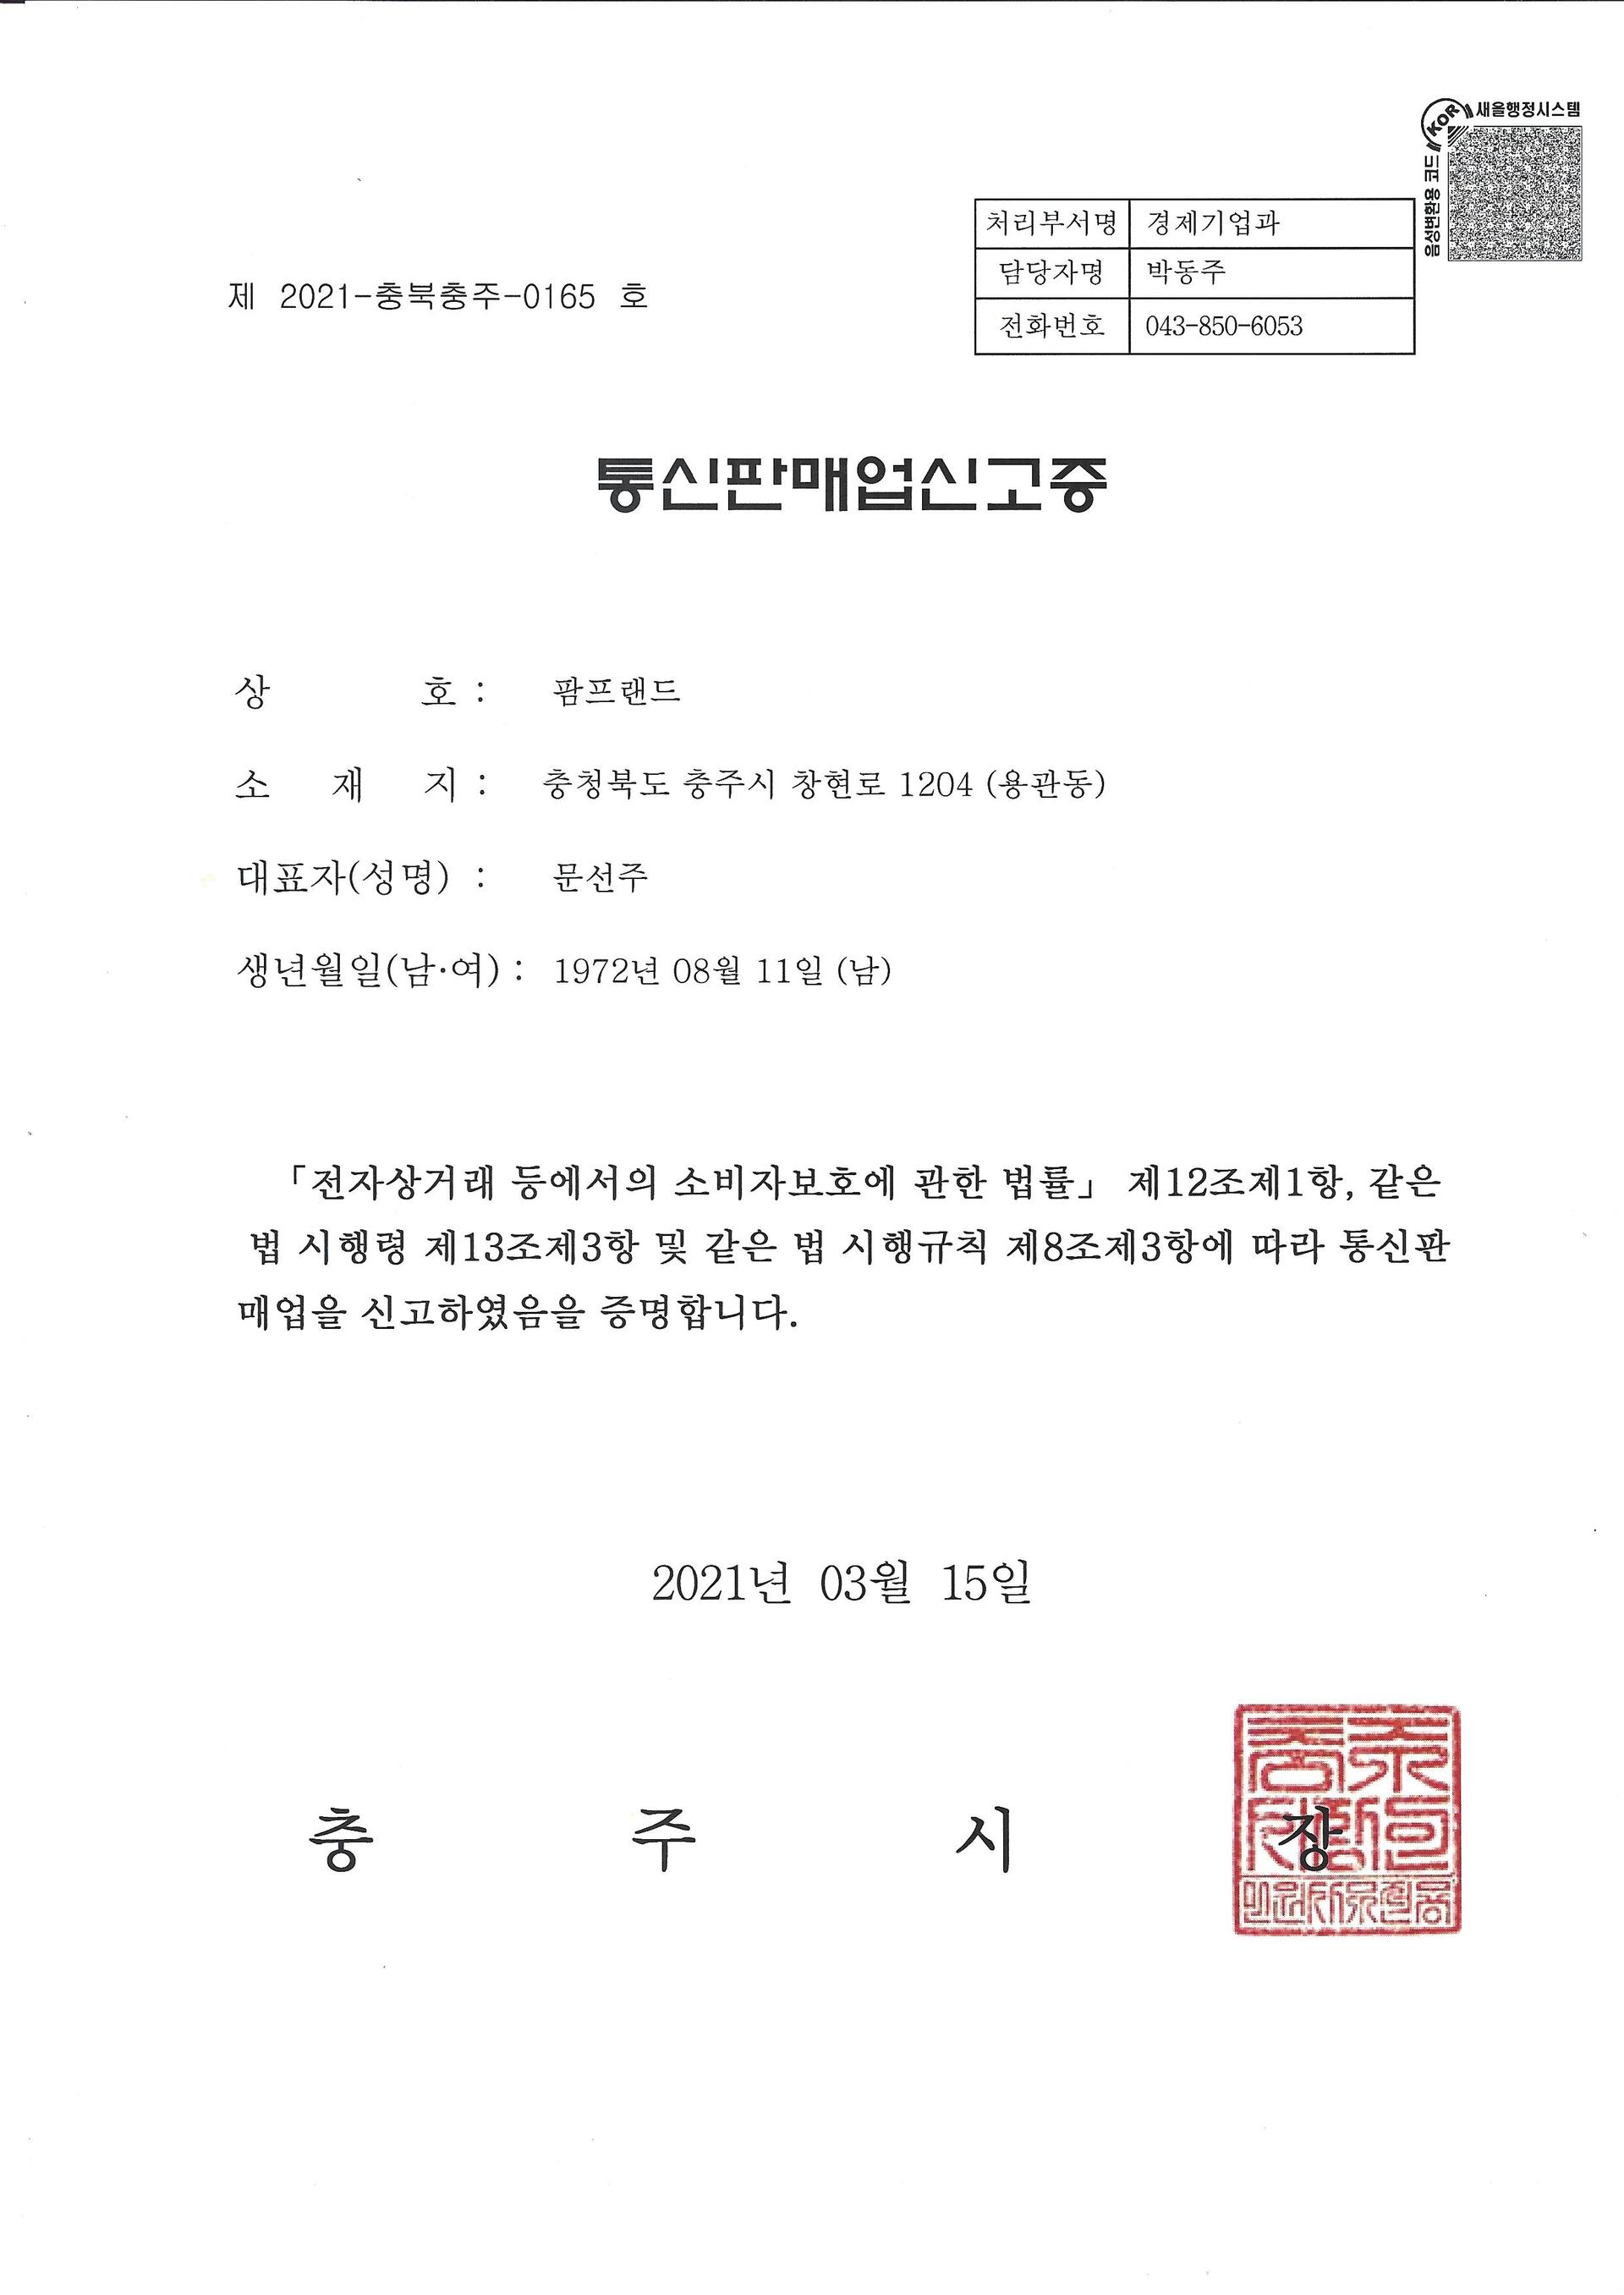 KOR 새올행정시스템
음성변환용 코드
처리부서명 경제기업과
담당자명 박동주
전화번호 043-850-6053
제 2021-충북충주-0165 호
통신판매업신고증
상 호 : 팜프랜드
소 재 지 : 충청북도 충주시 창현로 1204 (용관동)
대표자(성명) : 문선주
생년월일(남·여) : 1972년 08월 11일 (남)
「전자상거래 등에서의 소비자보호에 관한 법률」 제12조제1항, 같은
법 시행령 제13조제3항 및 같은 법 시행규칙 제8조제3항에 따라 통신판
매업을 신고하였음을 증명합니다.
2021년 03월 15일
충 주 시 장